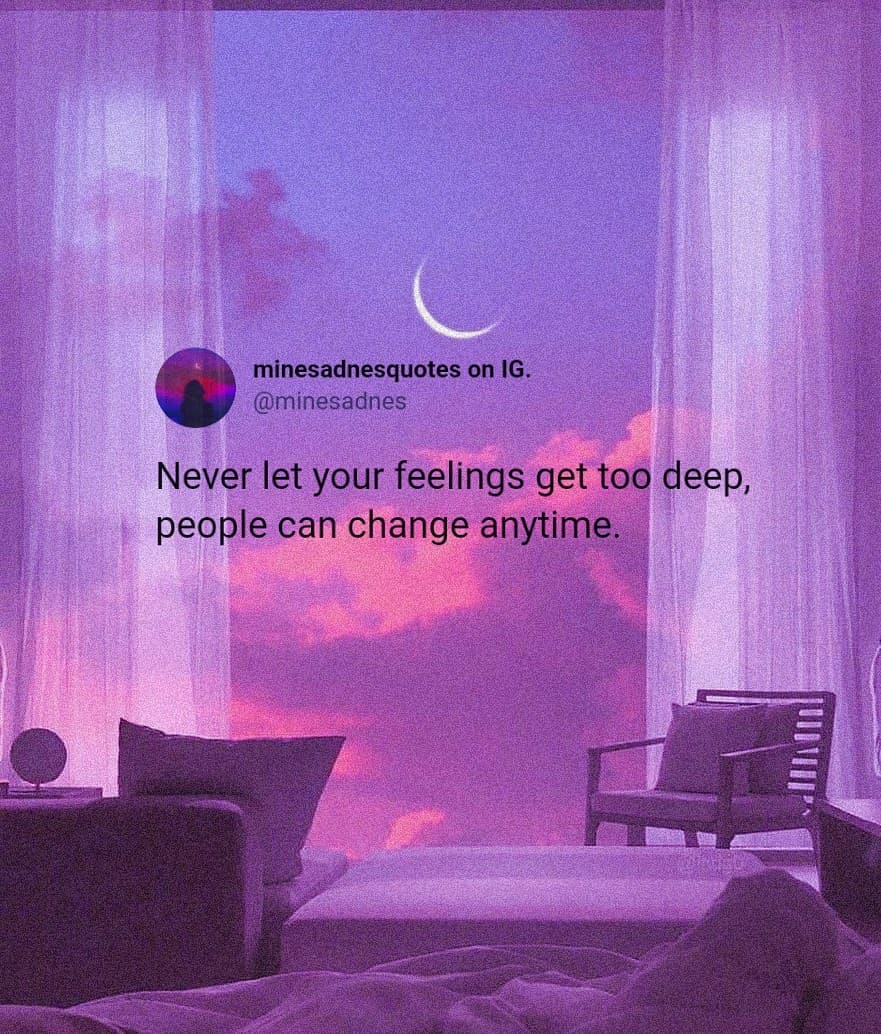 minesadnesquotes on IG.
@minesadnes
Never let your feelings get too deep,
people can change anytime.